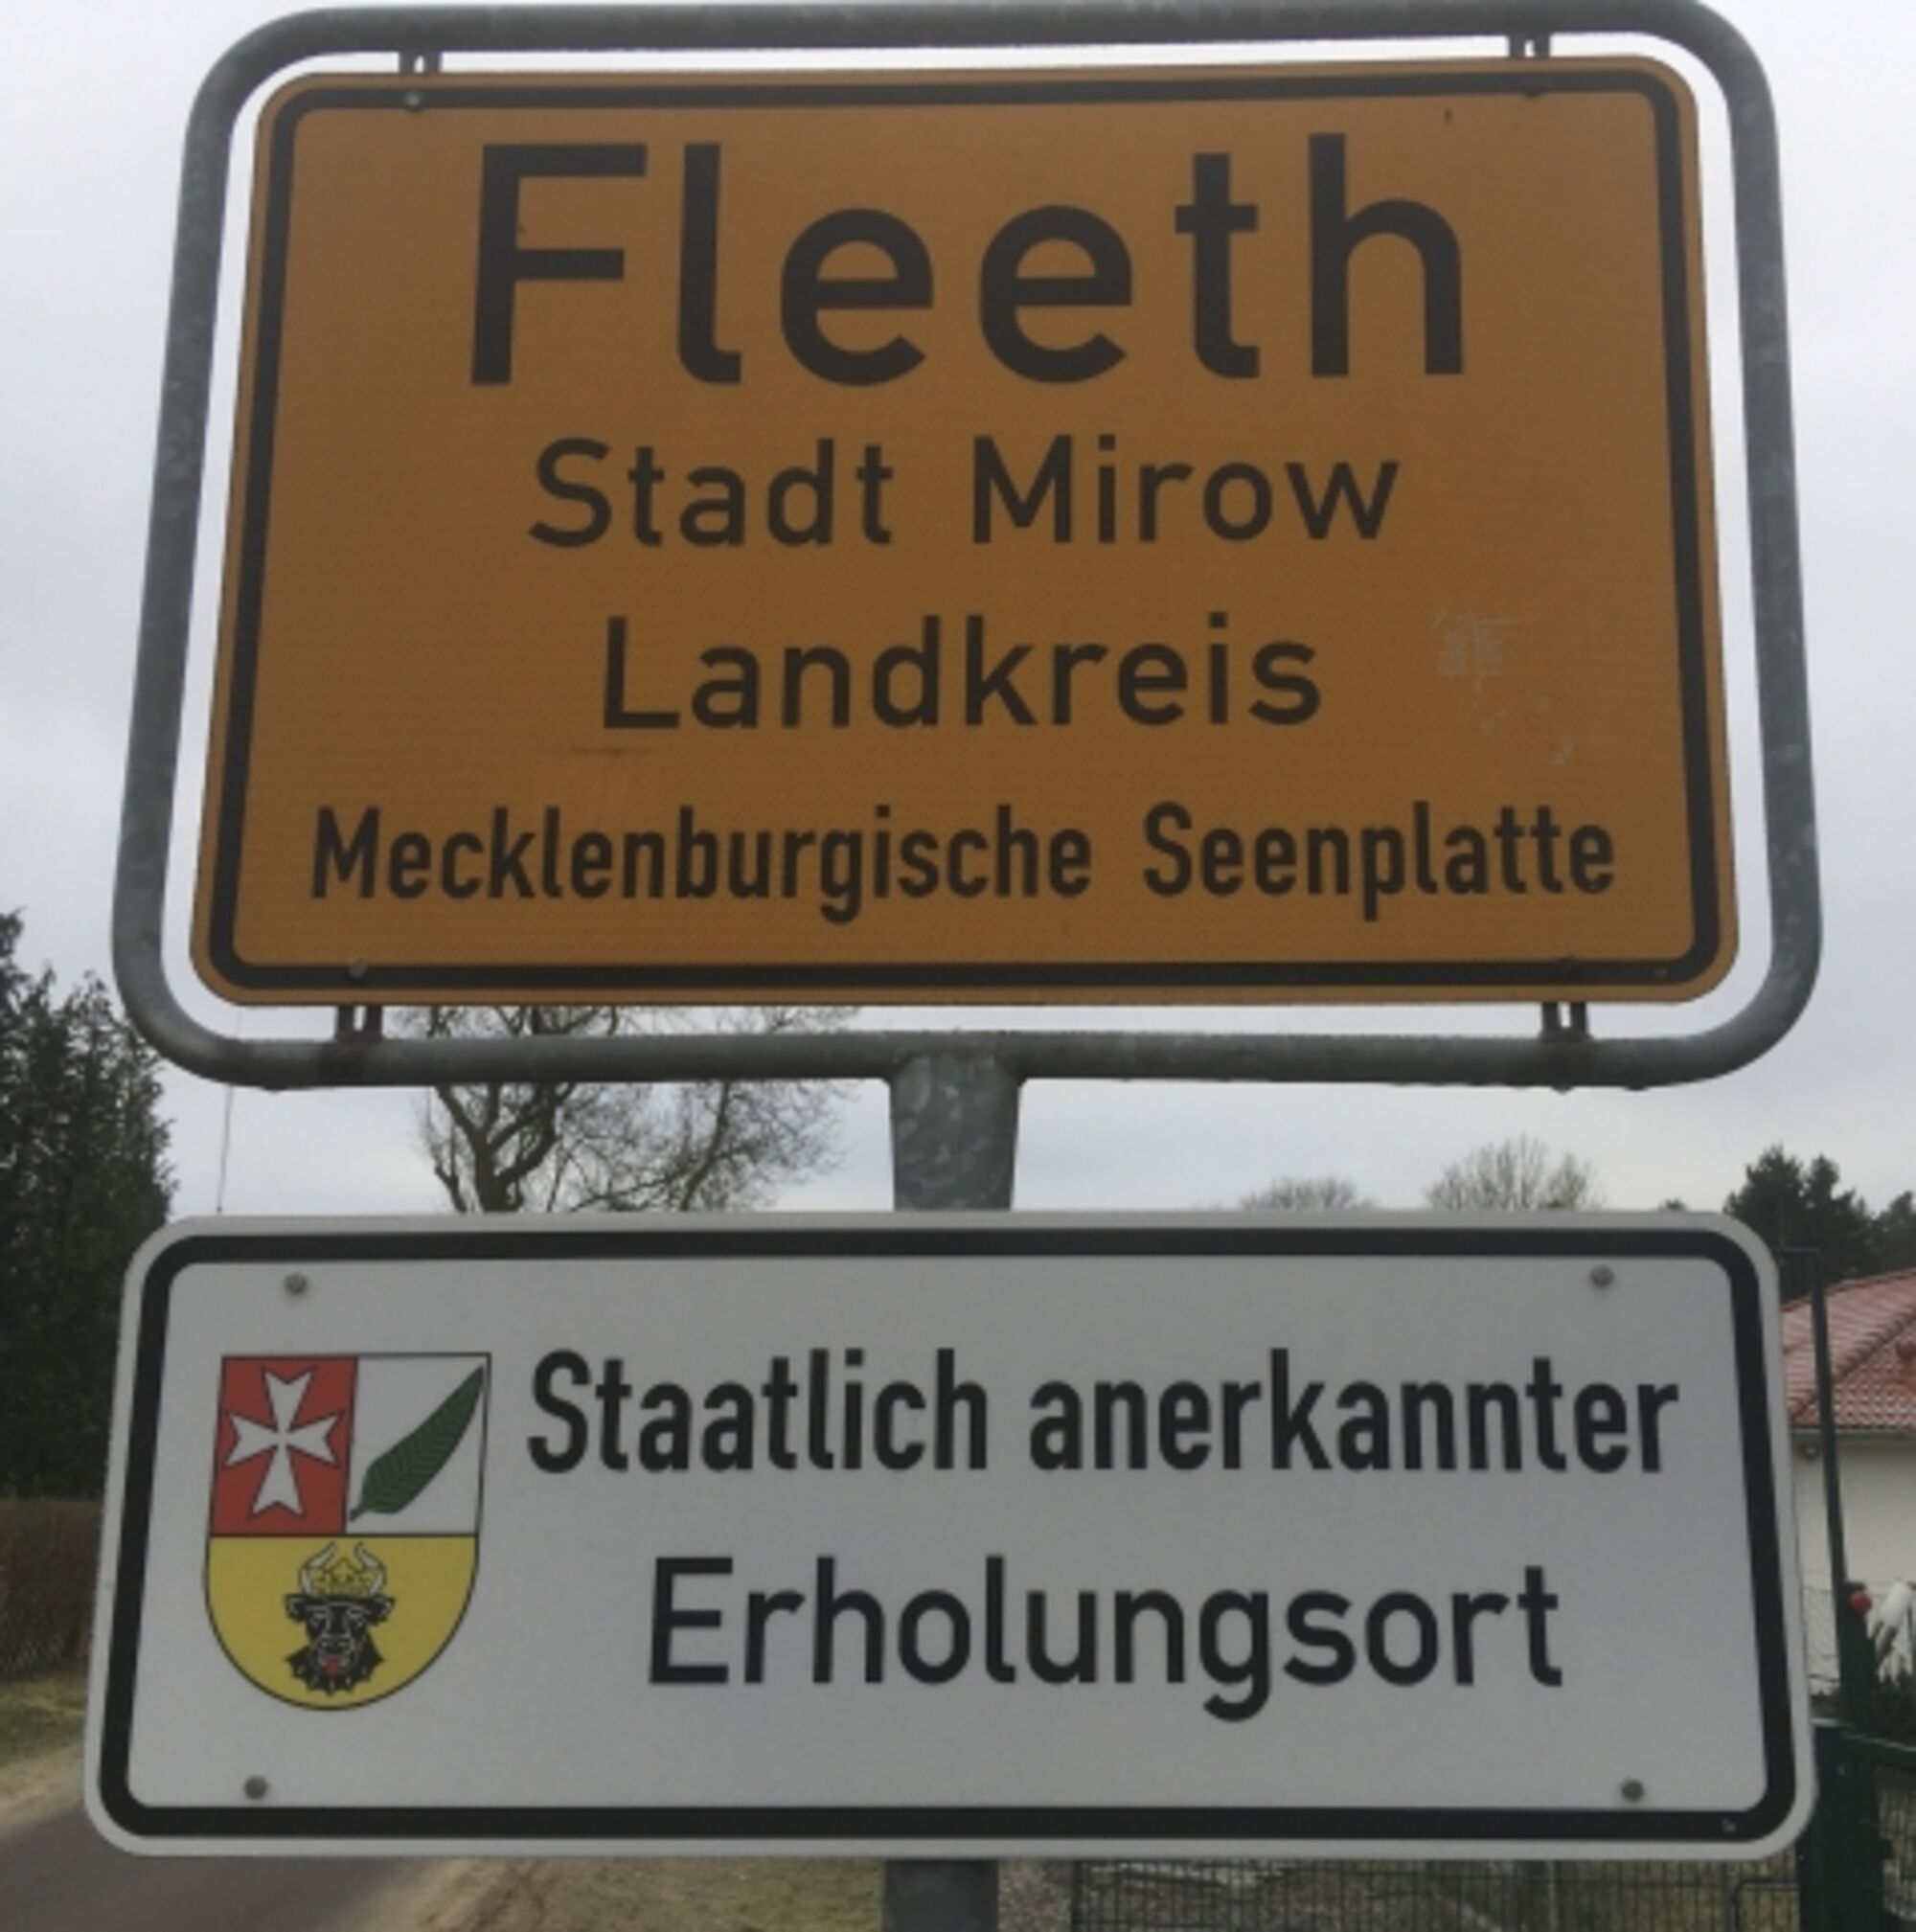 Fleeth
Stadt Mirow
Landkreis
Mecklenburgische Seenplatte
Staatlich anerkannter
Erholungsort